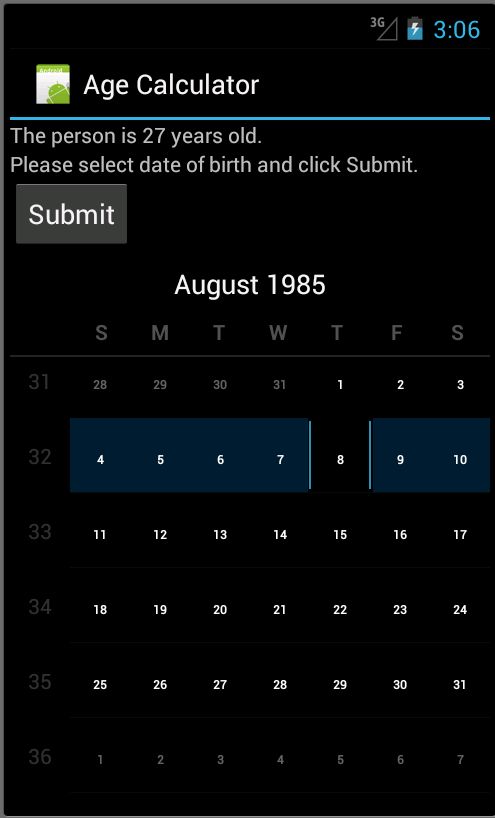 3G 3:06
Android
Age Calculator
The person is 27 years old.
Please select date of birth and click Submit.
Submit
August 1985
S M T W T F S
31 28 29 30 31 1 2 3
32 4 5 6 7 8 9 10
33 11 12 13 14 15 16 17
34 18 19 20 21 22 23 24
35 25 26 27 28 29 30 31
36 1 2 3 4 5 6 7